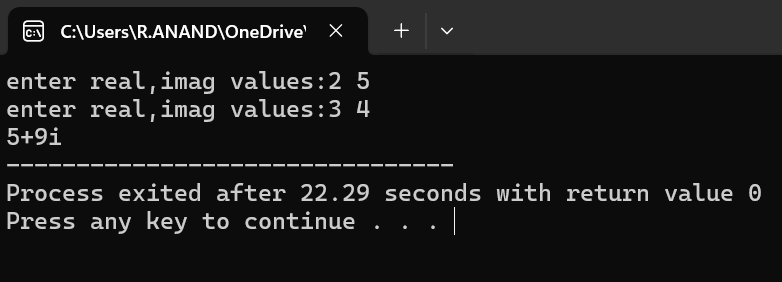 C:\Users\R.ANAND\OneDrive\
enter real,imag values:2 5
enter real,imag values:3 4
5+9i
--------------------------------
Process exited after 22.29 seconds with return value 0
Press any key to continue . . .